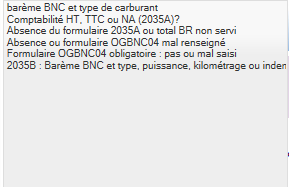 barème BNC et type de carburant
Comptabilité HT, TTC ou NA (2035A)?
Absence du formulaire 2035A ou total BR non servi
Absence ou formulaire OGBNC04 mal renseigné
Formulaire OGBNC04 obligatoire : pas ou mal saisi
2035B : Barème BNC et type, puissance, kilométrage ou inden